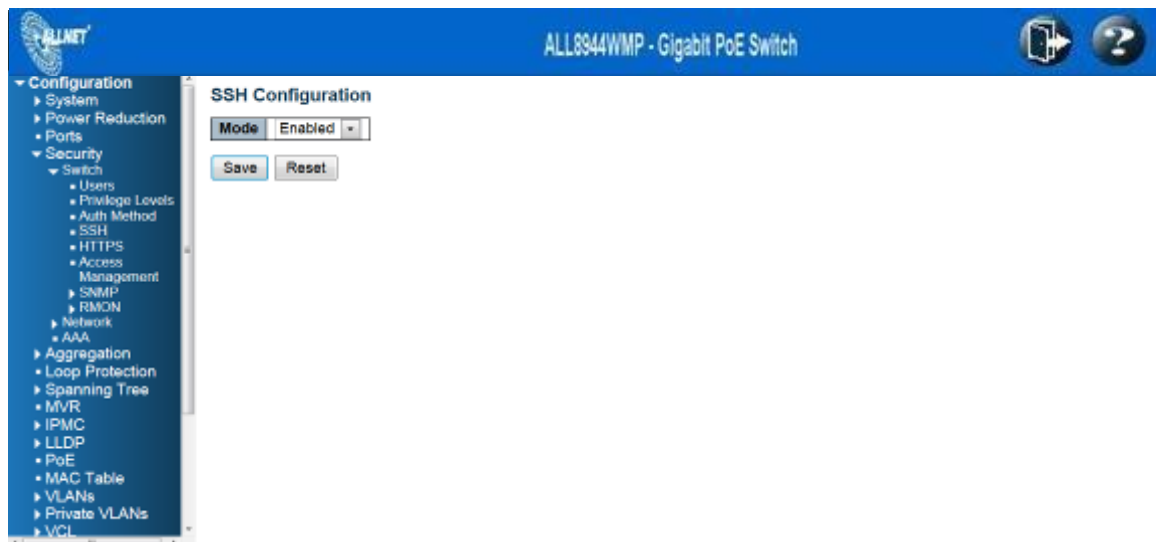 ALLNET
ALL8944WMP - Gigabit PoE Switch
Configuration
System
Power Reduction
Ports
Security
Switch
Users
Privilege Levels
Auth Method
SSH
HTTPS
Access
Management
SNMP
RMON
Network
AAA
Aggregation
Loop Protection
Spanning Tree
MVR
IPMC
LLDP
PoE
MAC Table
VLANs
Private VLANs
VCL
SSH Configuration
Mode Enabled
Save Reset